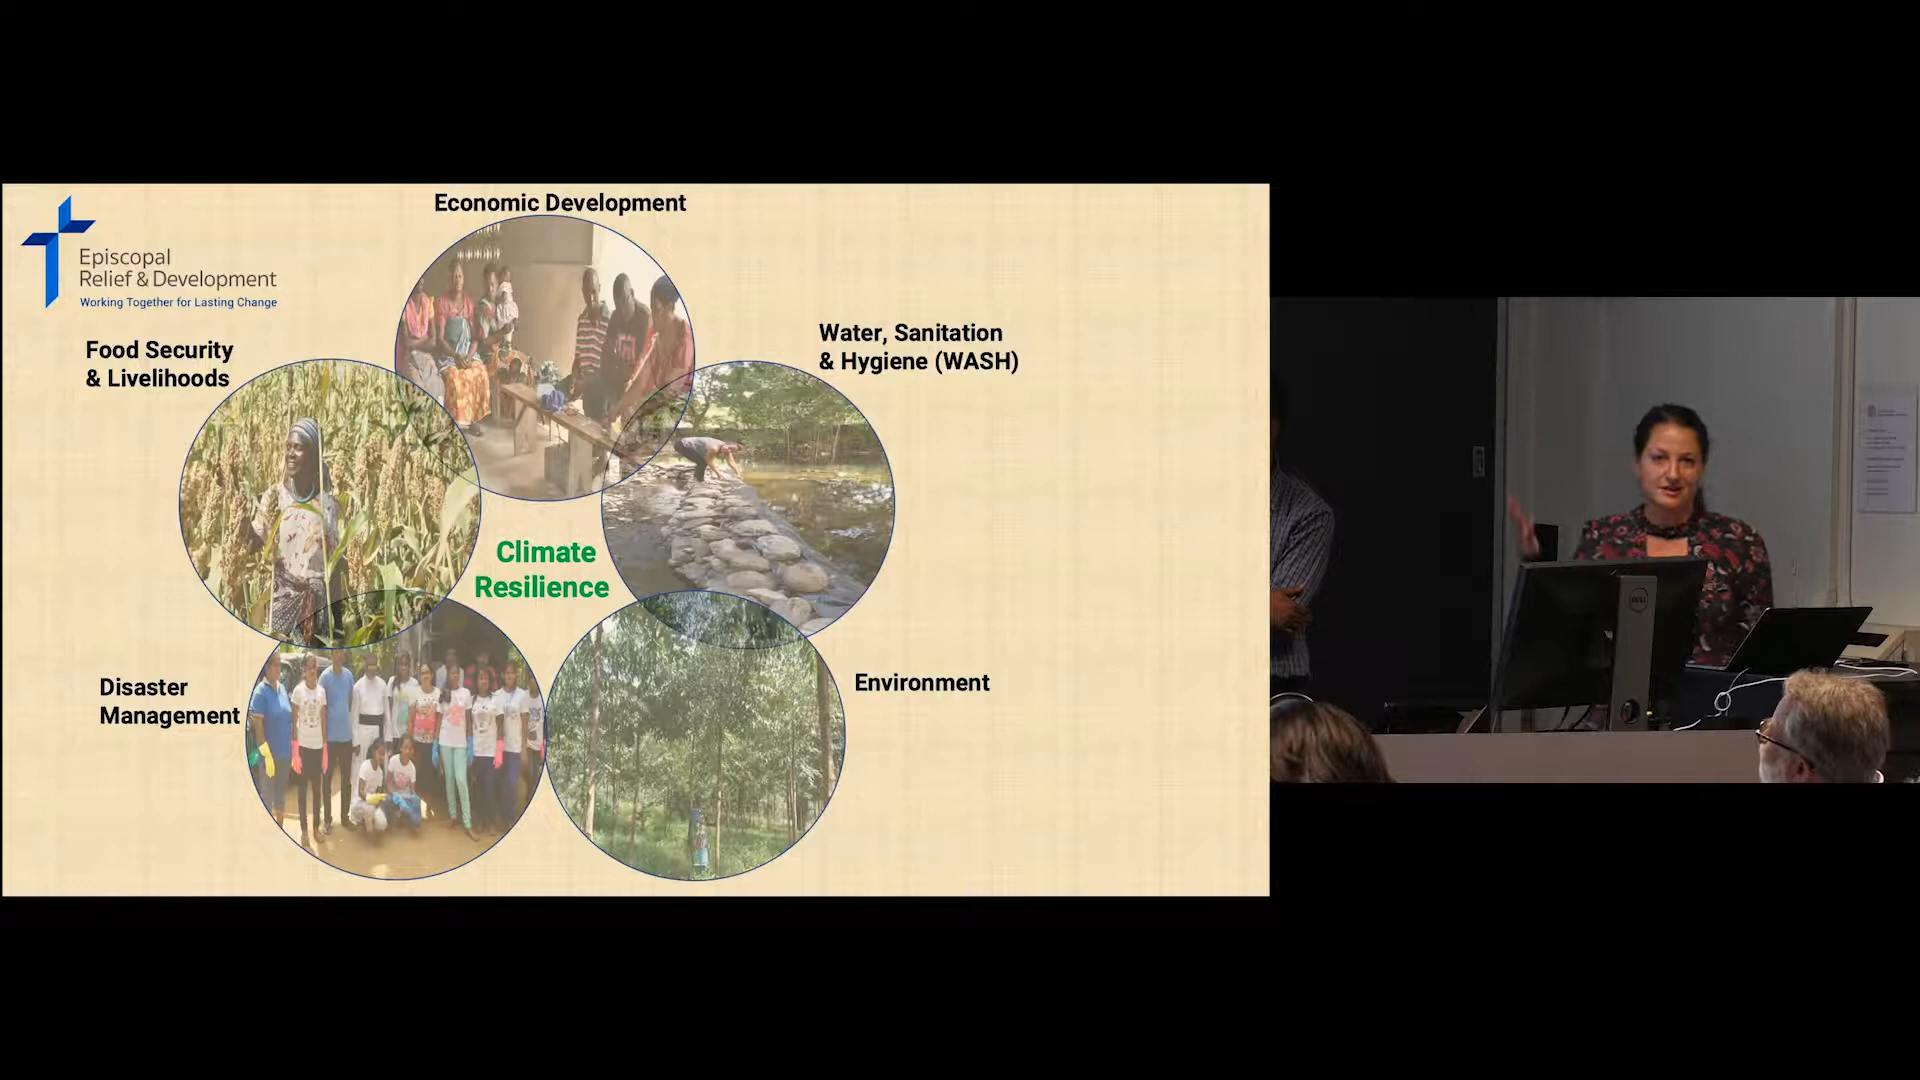 Economic Development
Episcopal
Relief & Development
Working Together for Lasting Change
Water, Sanitation
& Hygiene (WASH)
Food Security
& Livelihoods
Climate
Resilience
Disaster
Management
Environment
DELL